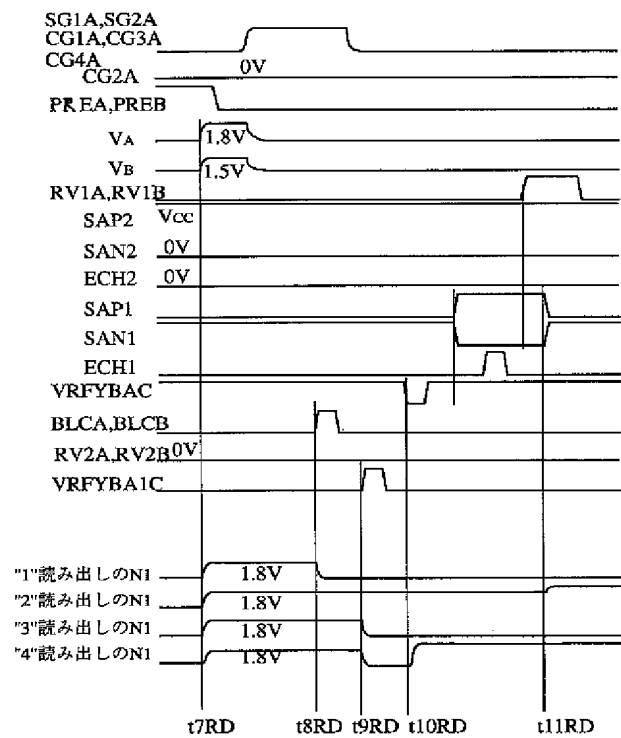 SG1A,SG2A
CG1A,CG3A
CG4A
0V
CG2A
PREA,PREB
VA
1.8V
VB
1.5V
RV1A,RV1B
SAP2
Vcc
SAN2
0V
ECH2
0V
SAP1
SAN1
ECH1
VRFYBAC
BLCA,BLCB
RV2A,RV2B
0V
VRFYBA1C
"1"読み出しのN1
1.8V
"2"読み出しのN1
1.8V
"3"読み出しのN1
1.8V
"4"読み出しのN1
1.8V
t7RD t8RD t9RD t10RD t11RD